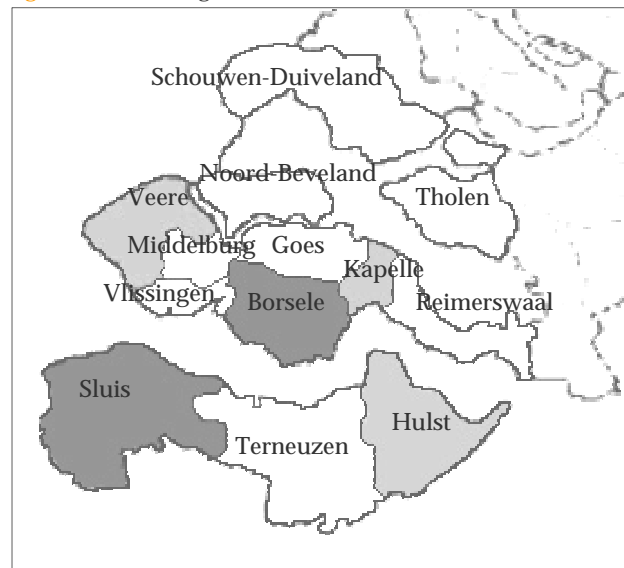 Schouwen-Duiveland
Noord-Beveland
Tholen
Veere
Middelburg
Goes
Kapelle
Vlissingen
Borsele
Reimerswaal
Sluis
Hulst
Terneuzen